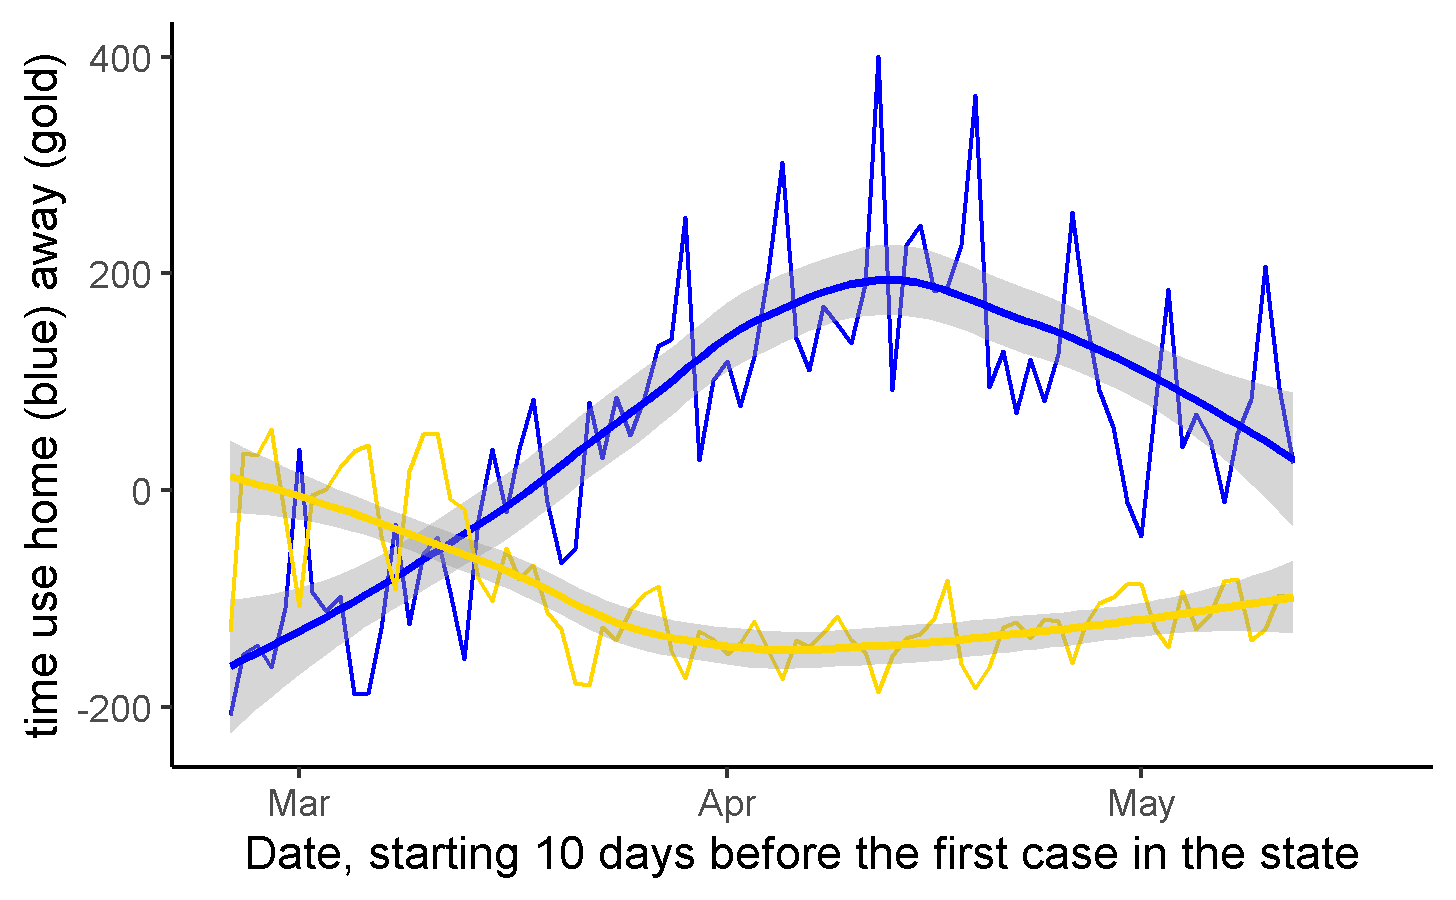 time use home (blue) away (gold)
400
200
0
-200
Mar
Apr
May
Date, starting 10 days before the first case in the state